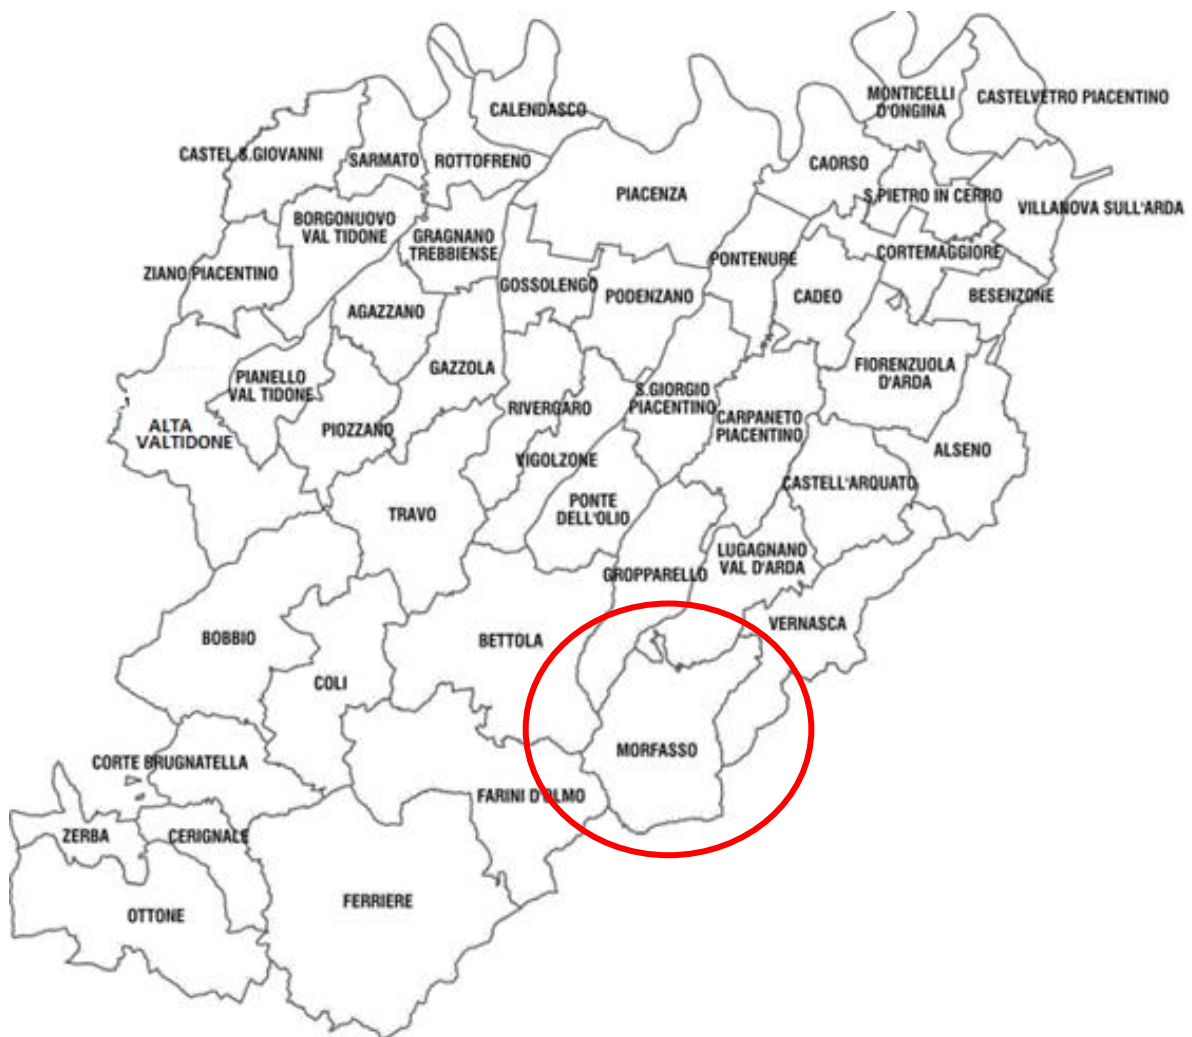 CALENDASCO
MONTICELLI
D'ONGINA
CASTELVETRO PIACENTINO
CASTEL S.GIOVANNI
SARMATO
ROTTOFRENO
CAORSO
PIACENZA
S.PIETRO IN CERRO
VILLANOVA SULL'ARDA
BORGONUOVO
VAL TIDONE
GRAGNANO
TREBBIENSE
ZIANO PIACENTINO
GOSSOLENGO
PODENZANO
PONTENURE
CORTEMAGGIORE
CADEO
BESENZONE
AGAZZANO
GAZZOLA
PIANELLO
VAL TIDONE
FIORENZUOLA
D'ARDA
RIVERGARO
S.GIORGIO
PIACENTINO
CARPANETO
PIACENTINO
ALTA
VALTIDONE
PIOZZANO
VIGOLZONE
ALSENO
CASTELL'ARQUATO
TRAVO
PONTE
DELL'OLIO
LUGAGNANO
VAL D'ARDA
GROPPARELLO
VERNASCA
BOBBIO
BETTOLA
COLI
MORFASSO
CORTE BRUGNATELLA
FARINI D'OLMO
ZERBA
CERIGNALE
FERRIERE
OTTONE